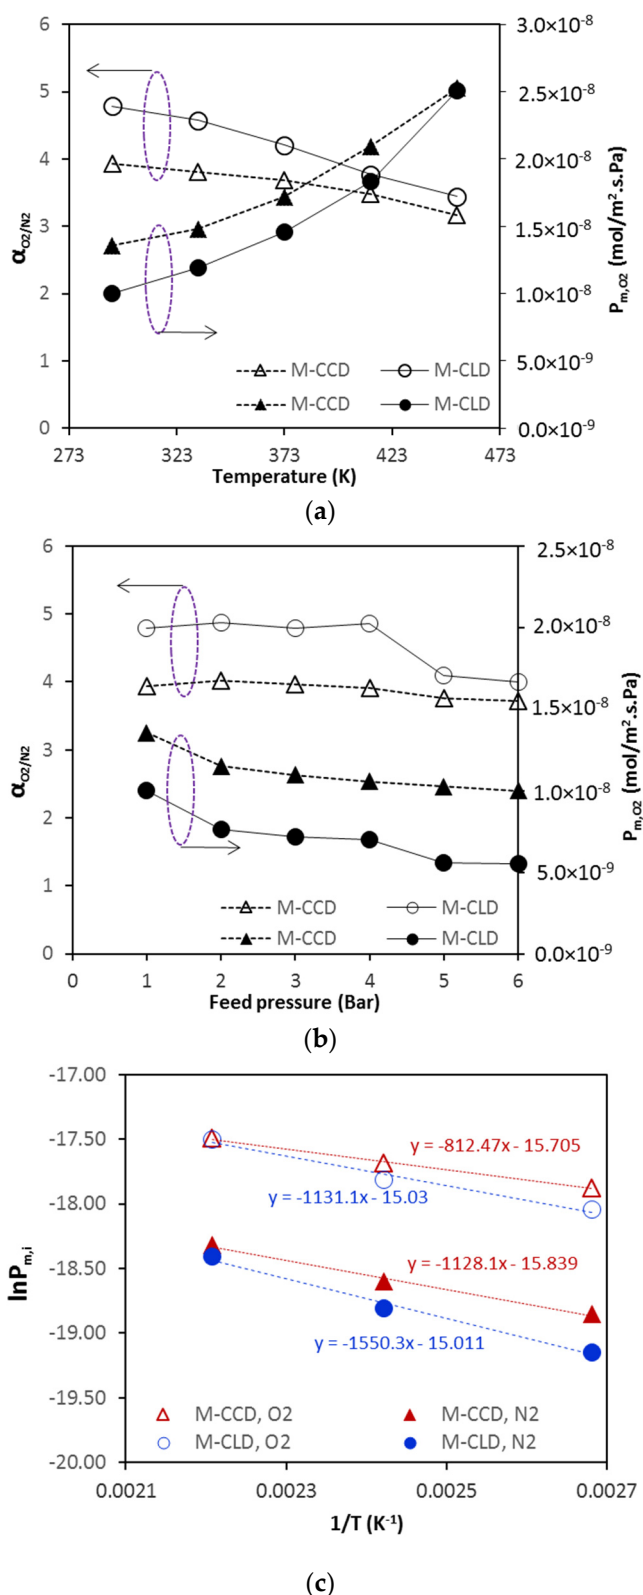 6
5
4
3
2
1
0
α_O2/N2
3.0×10⁻⁸
2.5×10⁻⁸
2.0×10⁻⁸
1.5×10⁻⁸
1.0×10⁻⁸
5.0×10⁻⁹
0.0×10⁻⁹
P_m,O2 (mol/m².s.Pa)
M-CCD M-CLD
M-CCD M-CLD
273 323 373 423 473
Temperature (K)
(a)
6
5
4
3
2
1
0
α_O2/N2
2.5×10⁻⁸
2.0×10⁻⁸
1.5×10⁻⁸
1.0×10⁻⁸
5.0×10⁻⁹
0.0×10⁻⁹
P_m,O2 (mol/m².s.Pa)
M-CCD M-CLD
M-CCD M-CLD
0 1 2 3 4 5 6
Feed pressure (Bar)
(b)
-17.00
-17.50
-18.00
-18.50
-19.00
-19.50
-20.00
lnP_m,i
y = -812.47x - 15.705
y = -1131.1x - 15.03
y = -1128.1x - 15.839
y = -1550.3x - 15.011
M-CCD, O2 M-CCD, N2
M-CLD, O2 M-CLD, N2
0.0021 0.0023 0.0025 0.0027
1/T (K⁻¹)
(c)